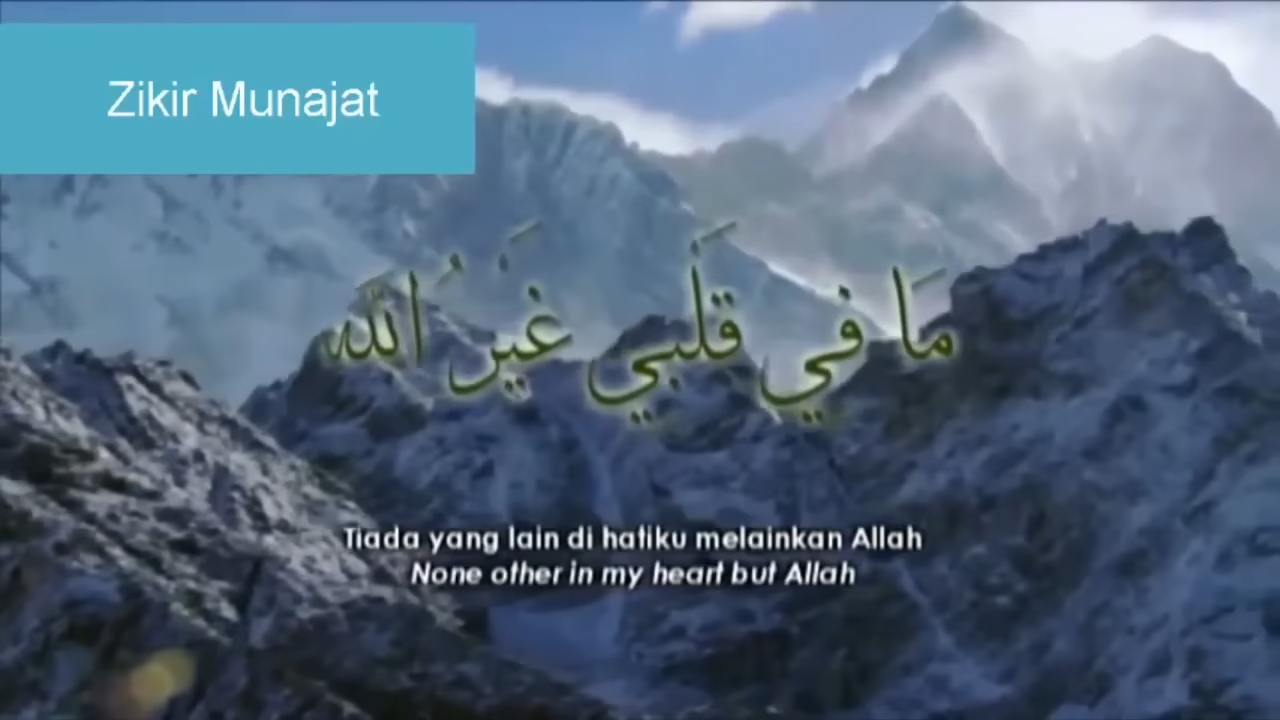 Zikir Munajat
مَا فِي قَلْبِي غَيْرُ الله
Tiada yang lain di hatiku melainkan Allah
None other in my heart but Allah